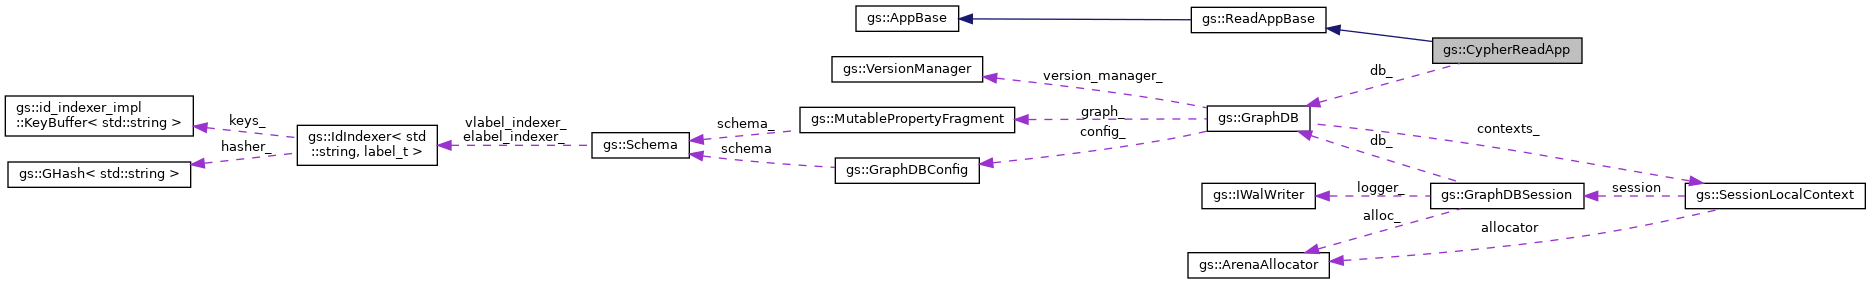 gs::AppBase
gs::ReadAppBase
gs::CypherReadApp
gs::VersionManager
version_manager_
db_
gs::id_indexer_impl
::KeyBuffer< std::string >
keys_
gs::IdIndexer< std
::string, label_t >
vlabel_indexer_
elabel_indexer_
gs::Schema
schema_
gs::MutablePropertyFragment
graph_
gs::GraphDB
config_
contexts_
hasher_
gs::GHash< std::string >
schema
gs::GraphDBConfig
db_
gs::IWalWriter
logger_
gs::GraphDBSession
session
gs::SessionLocalContext
alloc_
allocator
gs::ArenaAllocator